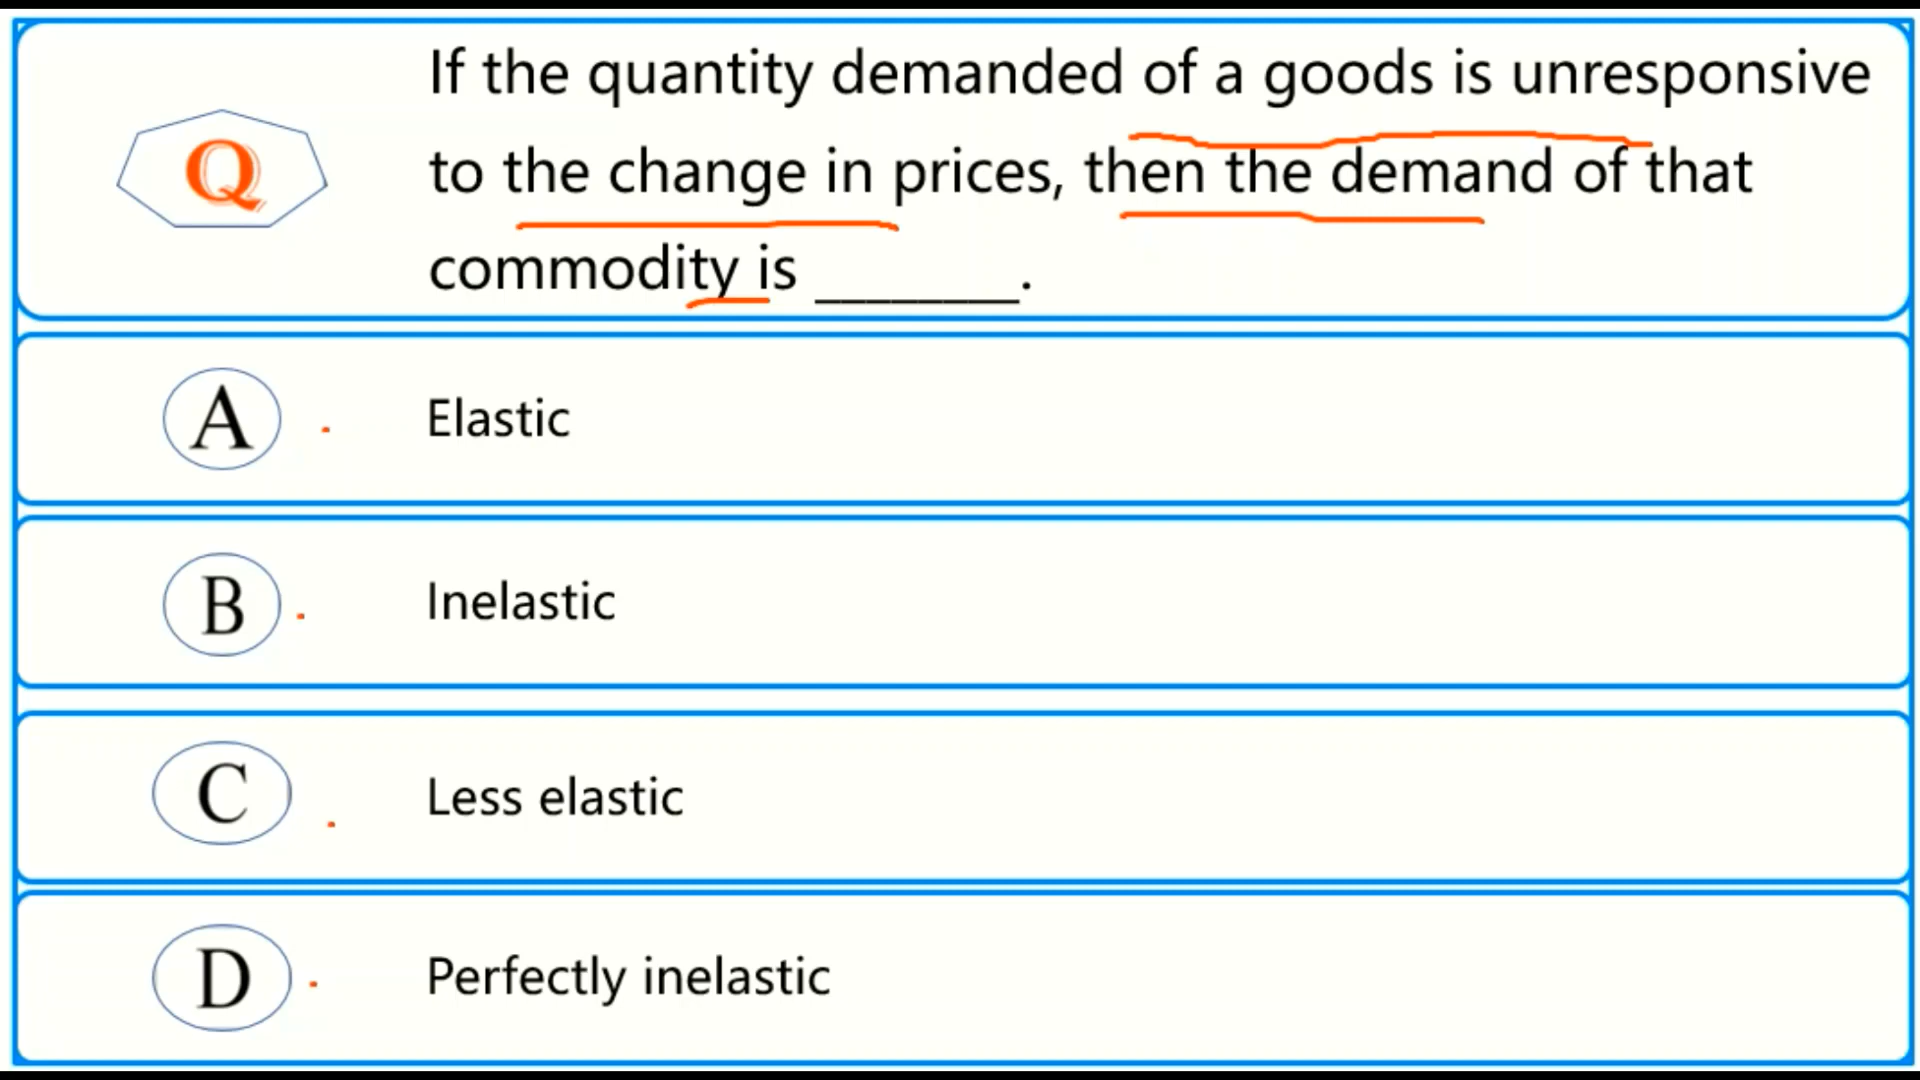 Q
If the quantity demanded of a goods is unresponsive
to the change in prices, then the demand of that
commodity is ________.
A
Elastic
B
Inelastic
C
Less elastic
D
Perfectly inelastic